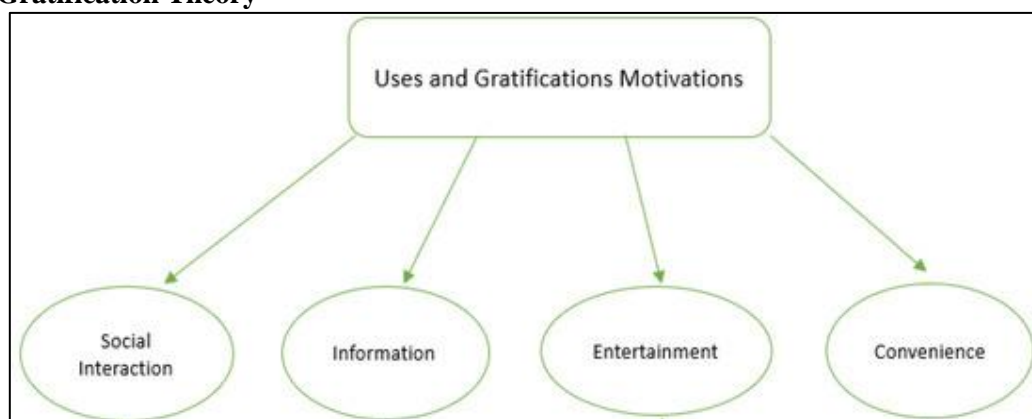 Gratification Theory
Uses and Gratifications Motivations
Social
Interaction
Information
Entertainment
Convenience